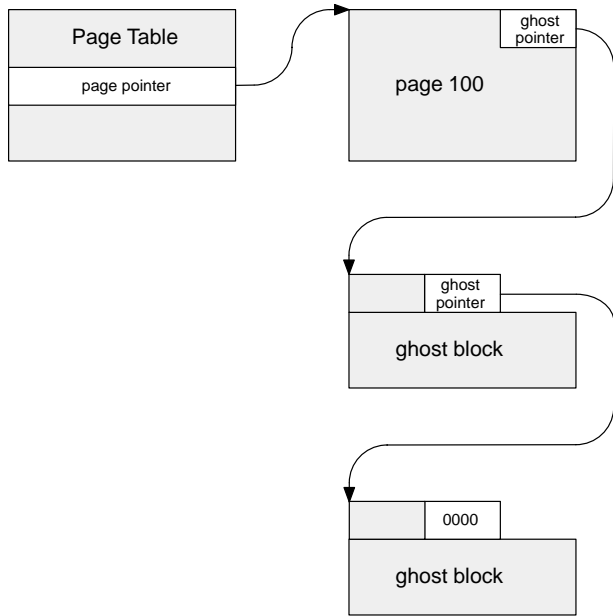 Page Table
page pointer
ghost
pointer
page 100
ghost
pointer
ghost block
0000
ghost block